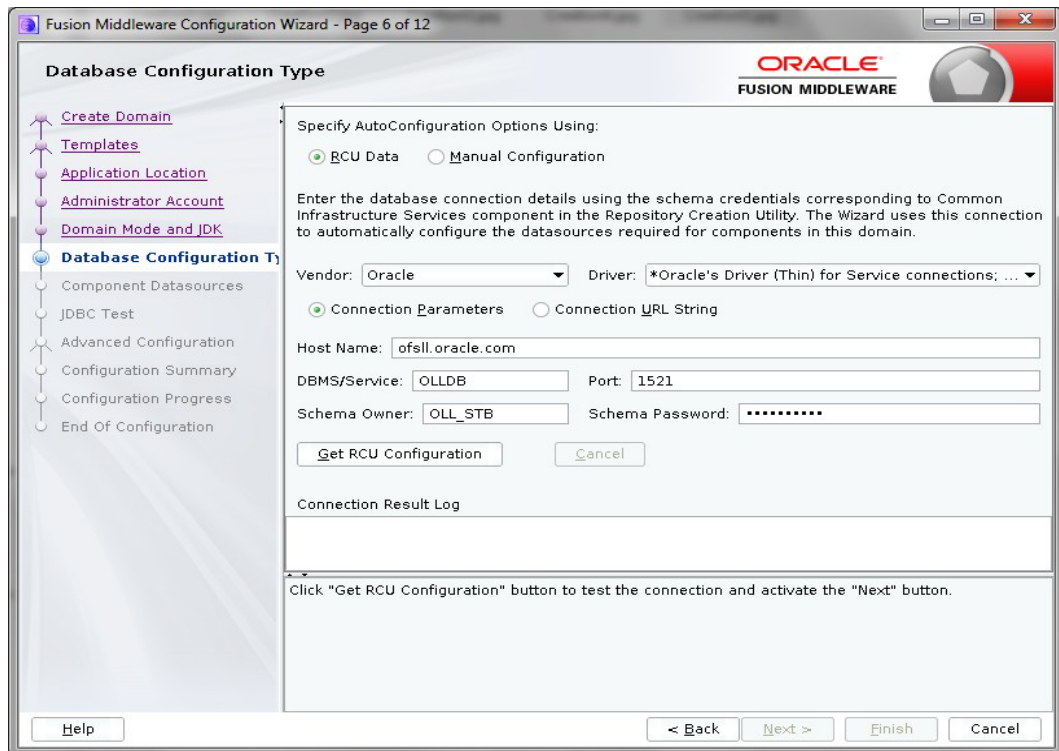 Fusion Middleware Configuration Wizard - Page 6 of 12
Database Configuration Type
ORACLE
FUSION MIDDLEWARE
Create Domain
Templates
Application Location
Administrator Account
Domain Mode and JDK
Database Configuration Ty
Component Datasources
JDBC Test
Advanced Configuration
Configuration Summary
Configuration Progress
End Of Configuration
Specify AutoConfiguration Options Using:
RCU Data Manual Configuration
Enter the database connection details using the schema credentials corresponding to Common
Infrastructure Services component in the Repository Creation Utility. The Wizard uses this connection
to automatically configure the datasources required for components in this domain.
Vendor: Oracle Driver: *Oracle's Driver (Thin) for Service connections; ...
Connection Parameters Connection URL String
Host Name: ofsll.oracle.com
DBMS/Service: OLLDB Port: 1521
Schema Owner: OLL_STB Schema Password: ••••••••••
Get RCU Configuration Cancel
Connection Result Log
Click "Get RCU Configuration" button to test the connection and activate the "Next" button.
Help < Back Next > Finish Cancel